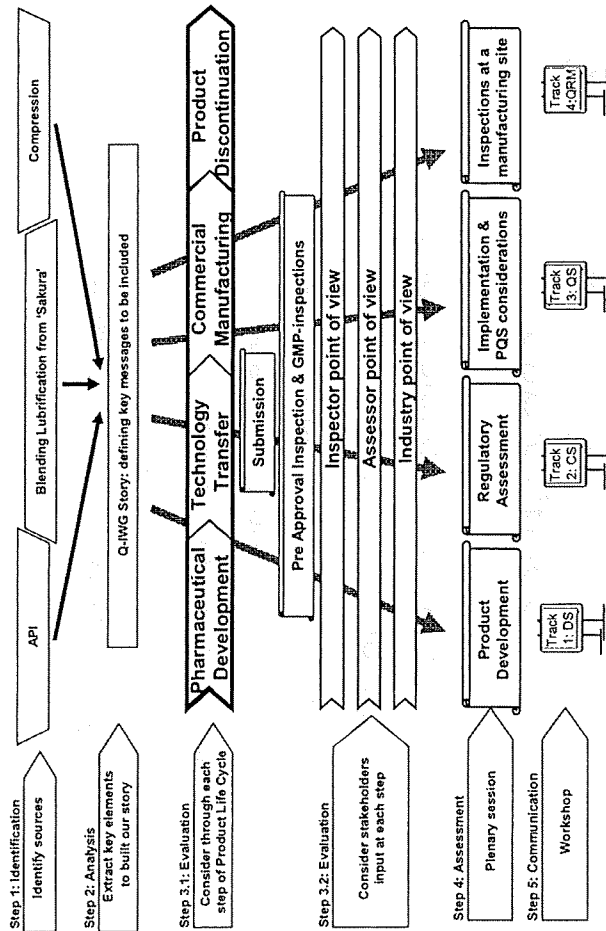 Step 1: Identification
Identify sources
API
Blending Lubrification from 'Sakura'
Compression
Step 2: Analysis
Extract key elements
to built our story
Q-IWG Story: defining key messages to be included
Step 3.1: Evaluation
Consider through each
step of Product Life Cycle
Pharmaceutical
Development
Technology
Transfer
Commercial
Manufacturing
Product
Discontinuation
Submission
Pre Approval Inspection & GMP-inspections
Step 3.2: Evaluation
Consider stakeholders
input at each step
Inspector point of view
Assessor point of view
Industry point of view
Step 4: Assessment
Plenary session
Product
Development
Regulatory
Assessment
Implementation &
PQS considerations
Inspections at a
manufacturing site
Step 5: Communication
Workshop
Track
1: DS
Track
2: CS
Track
3: QS
Track
4:QRM